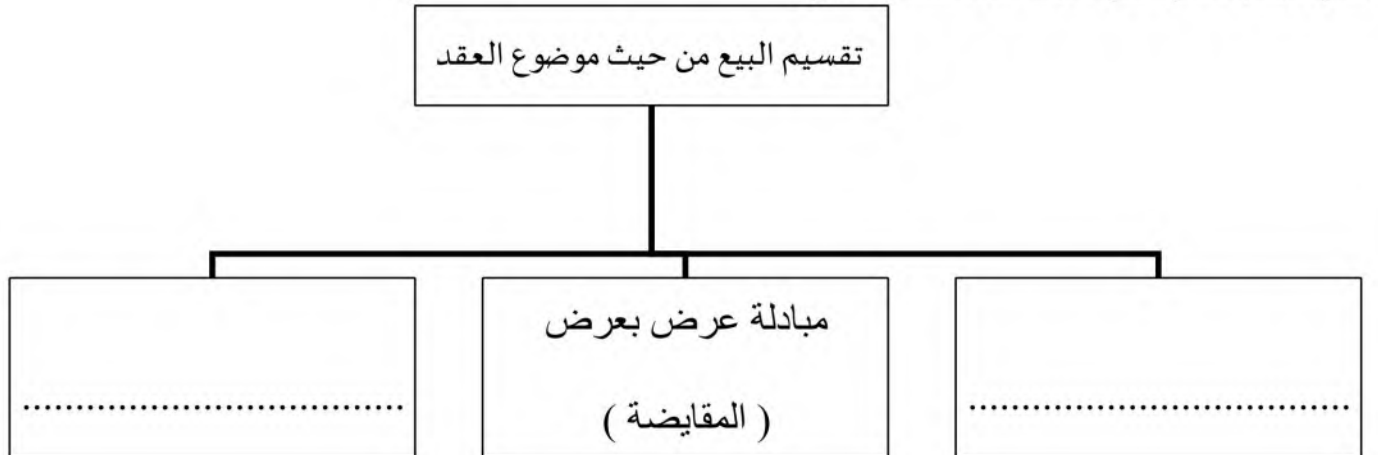 تقسيم البيع من حيث موضوع العقد
................................
مبادلة عرض بعرض
( المقايضة )
................................